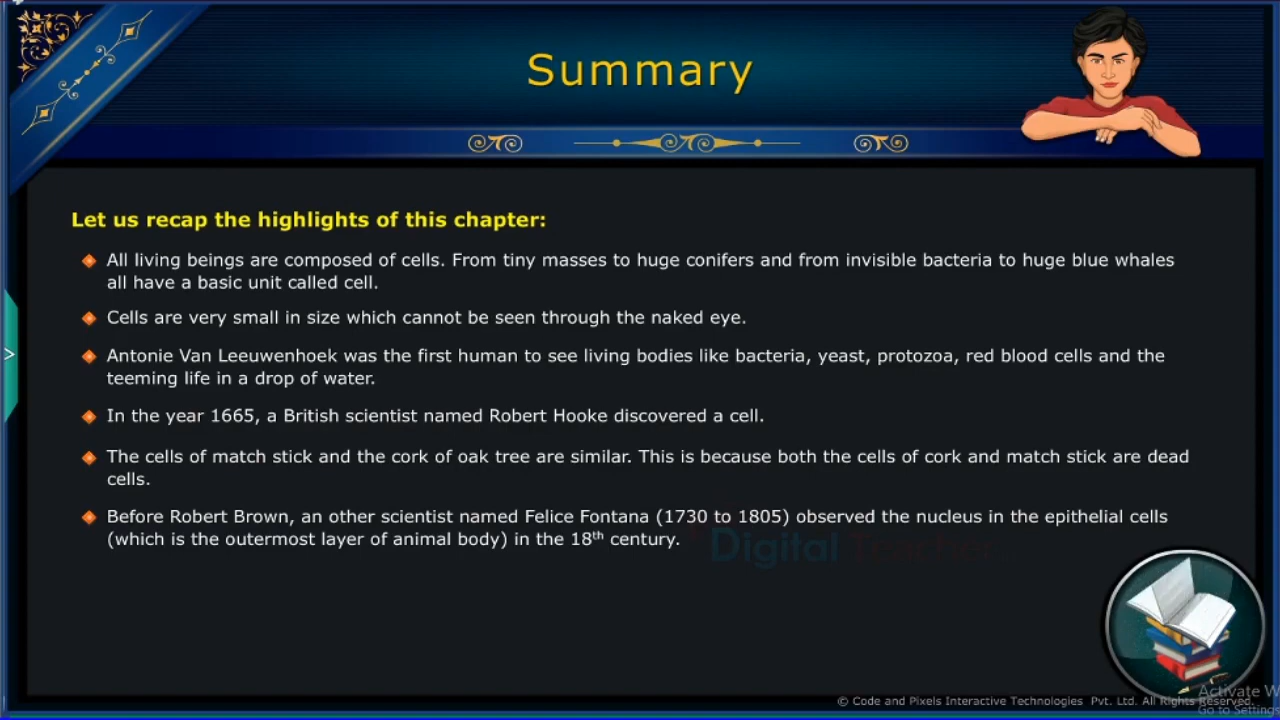 Summary
Let us recap the highlights of this chapter:
All living beings are composed of cells. From tiny masses to huge conifers and from invisible bacteria to huge blue whales
all have a basic unit called cell.
Cells are very small in size which cannot be seen through the naked eye.
Antonie Van Leeuwenhoek was the first human to see living bodies like bacteria, yeast, protozoa, red blood cells and the
teeming life in a drop of water.
In the year 1665, a British scientist named Robert Hooke discovered a cell.
The cells of match stick and the cork of oak tree are similar. This is because both the cells of cork and match stick are dead
cells.
Before Robert Brown, an other scientist named Felice Fontana (1730 to 1805) observed the nucleus in the epithelial cells
(which is the outermost layer of animal body) in the 18th century.
Digital Teacher
>
Activate W
© Code and Pixels Interactive Technologies Pvt. Ltd. All Rights Reserved.
Go to Settings